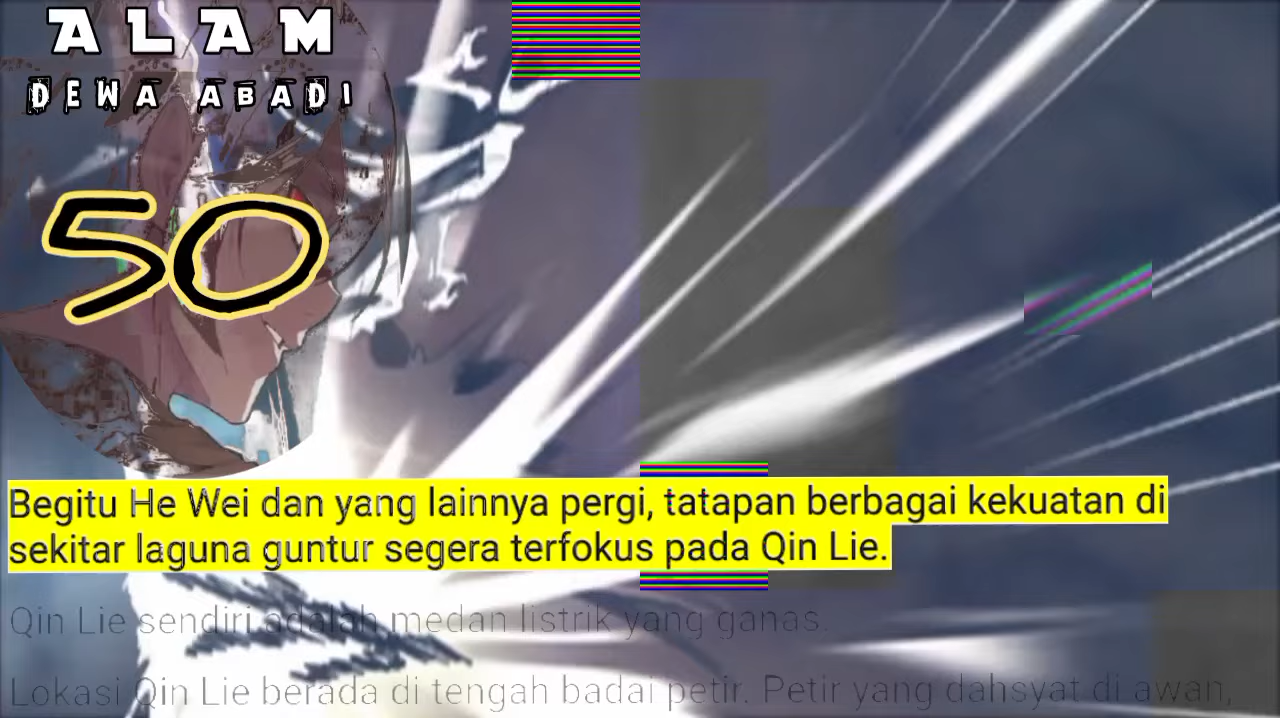 ALAM
DEWA ABADI
50
Begitu He Wei dan yang lainnya pergi, tatapan berbagai kekuatan di
sekitar laguna guntur segera terfokus pada Qin Lie.
Qin Lie sendiri adalah medan listrik yang ganas.
Lokasi Qin Lie berada di tengah badai petir. Petir yang dahsyat di awan,